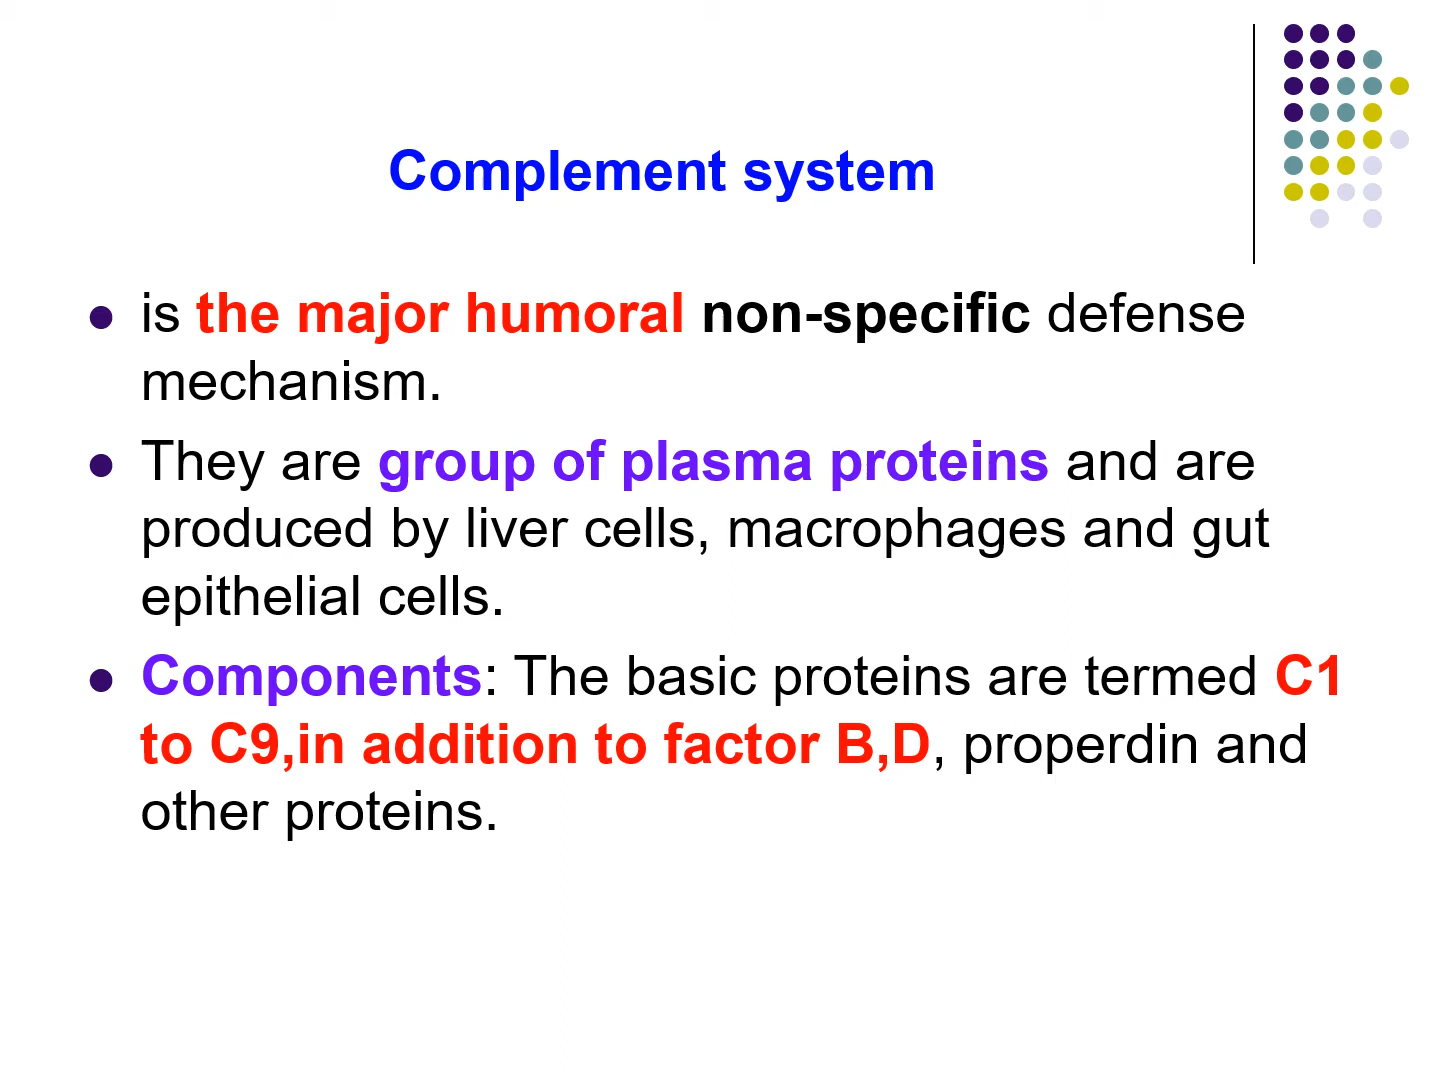 Complement system
is the major humoral non-specific defense
mechanism.
They are group of plasma proteins and are
produced by liver cells, macrophages and gut
epithelial cells.
Components: The basic proteins are termed C1
to C9,in addition to factor B,D, properdin and
other proteins.